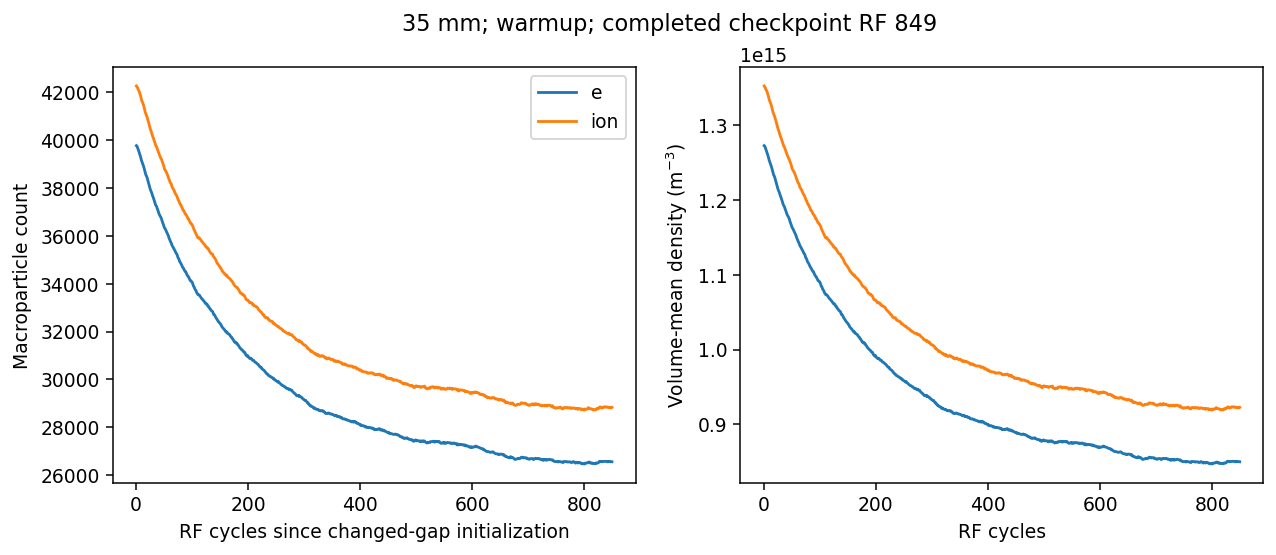 35 mm; warmup; completed checkpoint RF 849
Macroparticle count
42000
40000
38000
36000
34000
32000
30000
28000
26000
0 200 400 600 800
RF cycles since changed-gap initialization
e
ion
1e15
Volume-mean density (m⁻³)
1.3
1.2
1.1
1.0
0.9
0 200 400 600 800
RF cycles